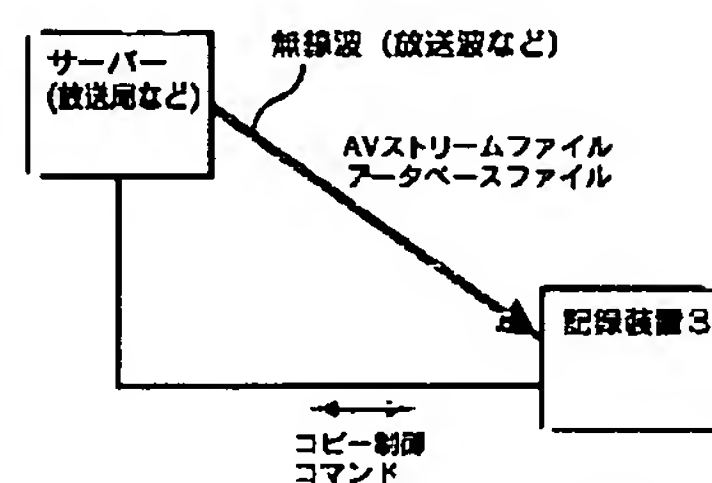 サーバー
(放送局など)
無線波 (放送波など)
AVストリームファイル
データベースファイル
記録装置3
コピー制御
コマンド